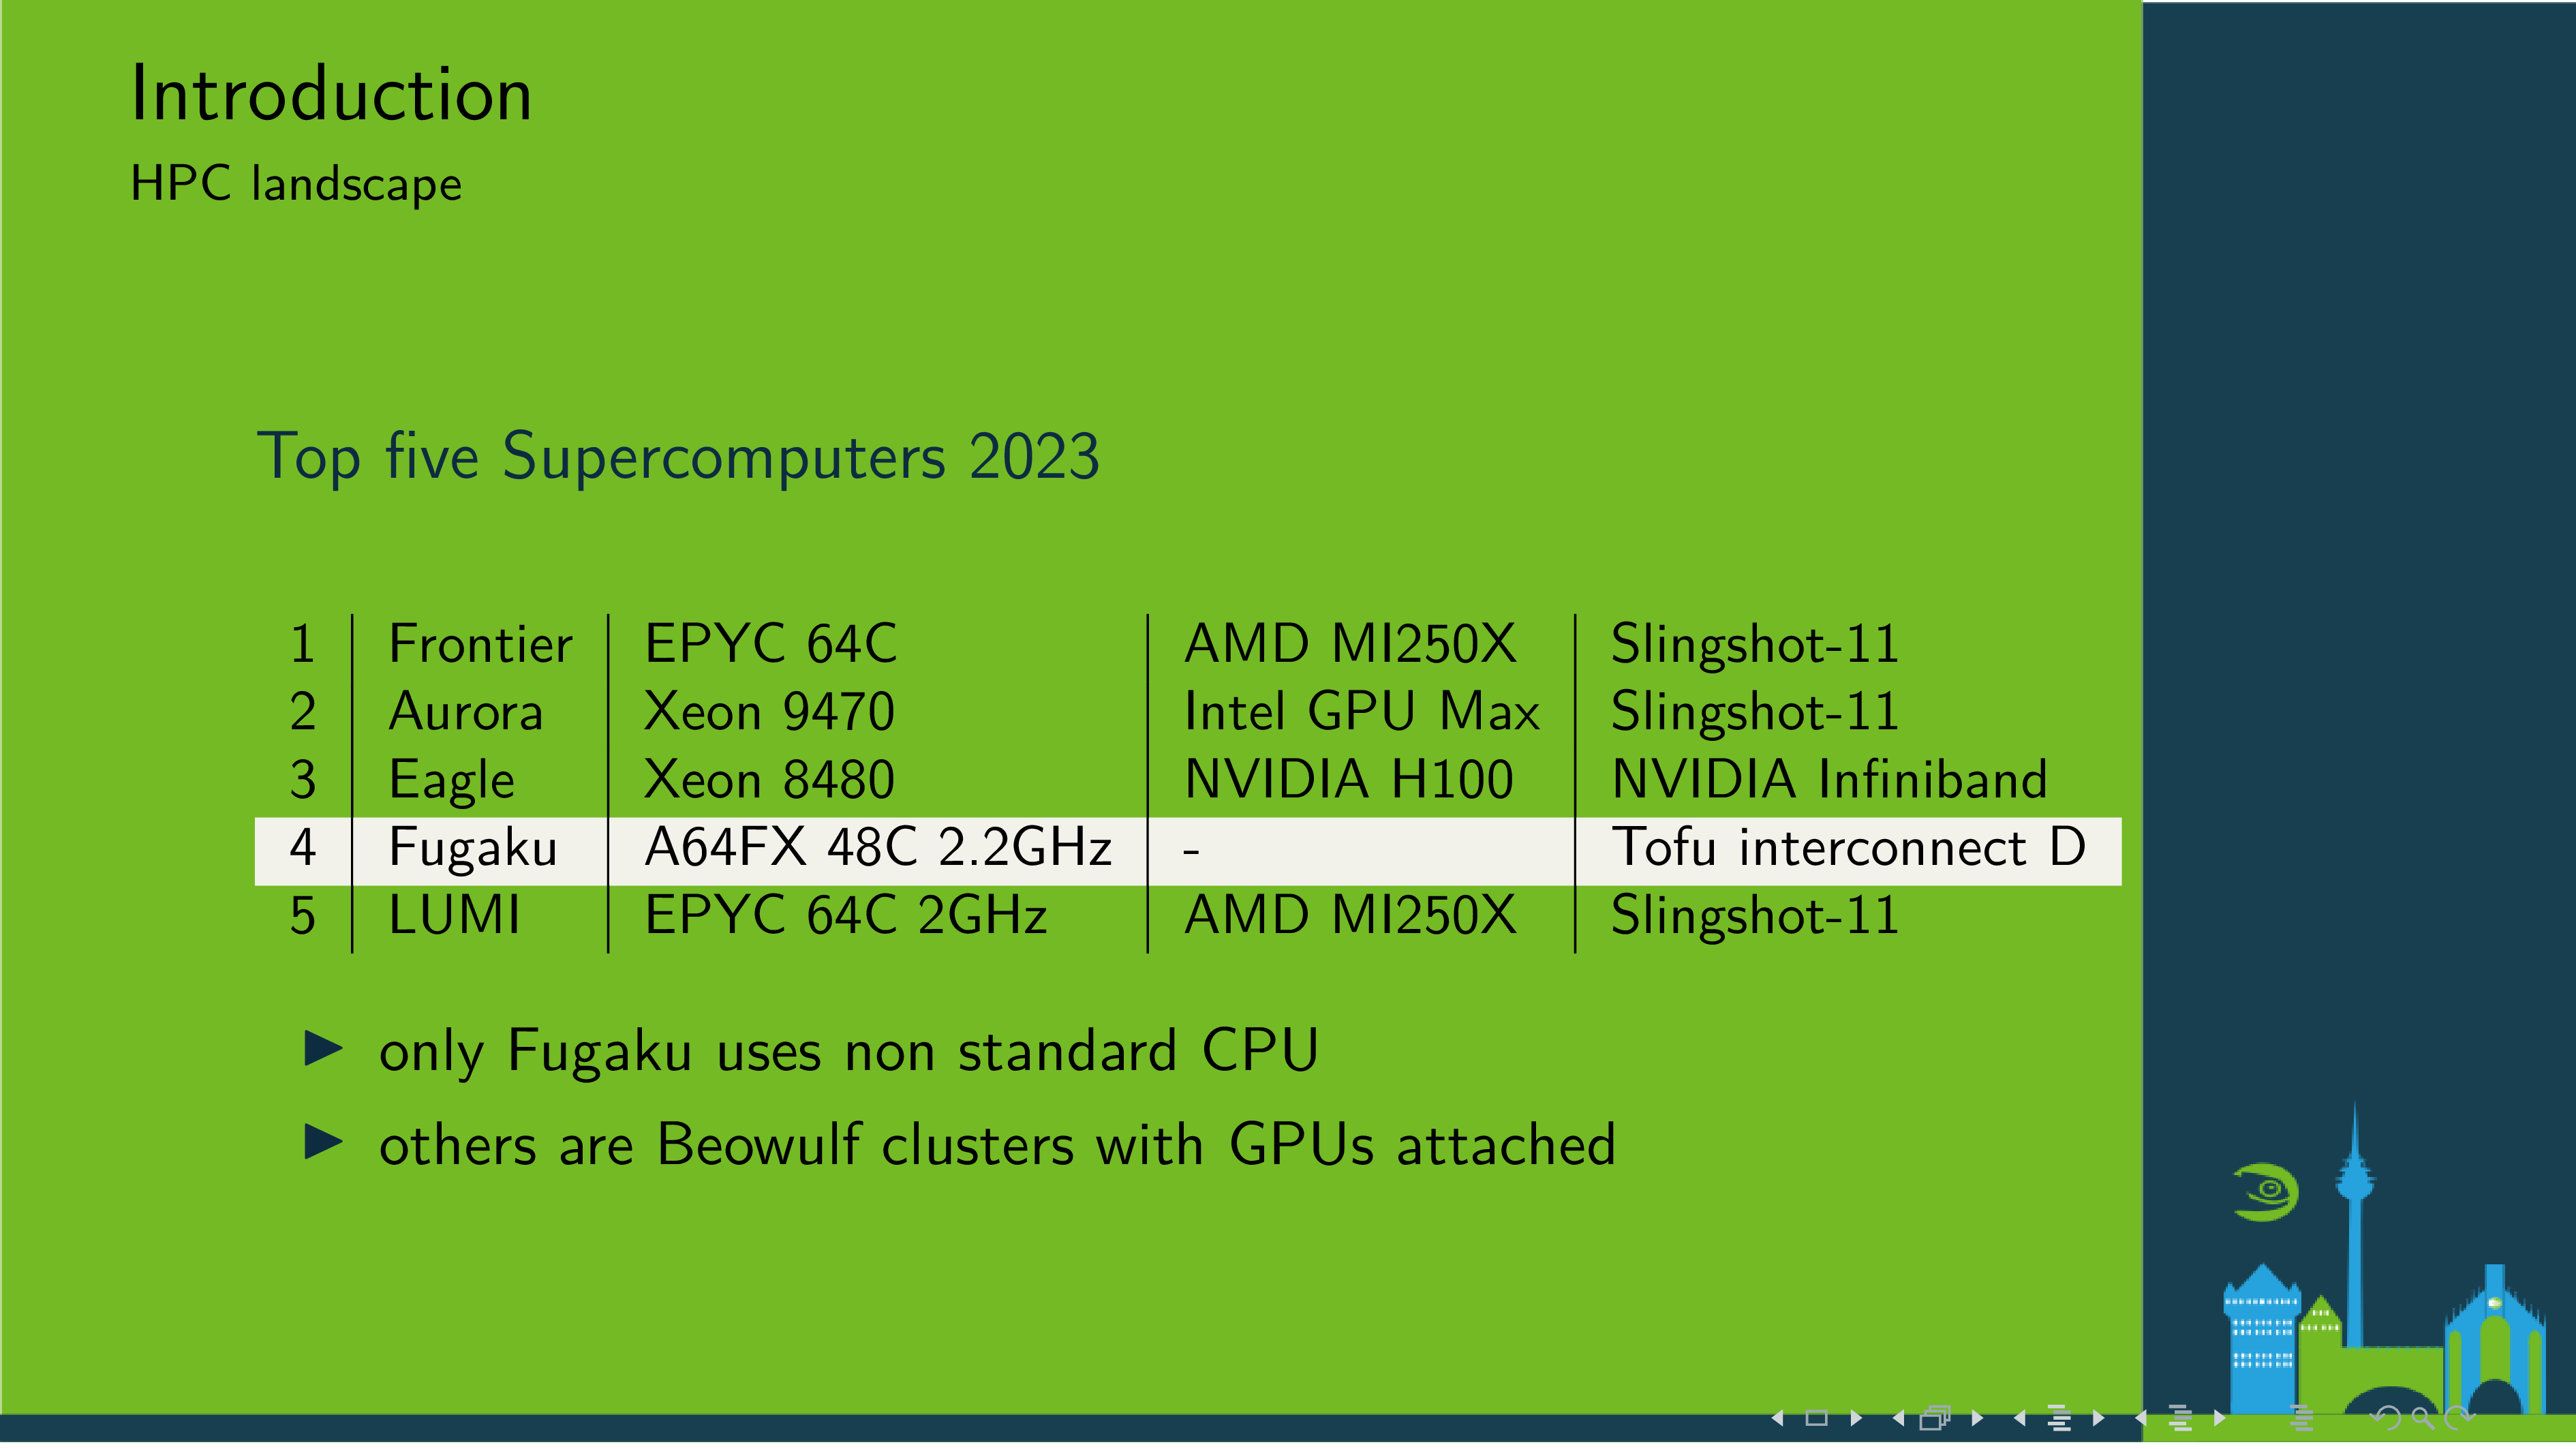 Introduction
HPC landscape
Top five Supercomputers 2023
1 Frontier EPYC 64C AMD MI250X Slingshot-11
2 Aurora Xeon 9470 Intel GPU Max Slingshot-11
3 Eagle Xeon 8480 NVIDIA H100 NVIDIA Infiniband
4 Fugaku A64FX 48C 2.2GHz - Tofu interconnect D
5 LUMI EPYC 64C 2GHz AMD MI250X Slingshot-11
only Fugaku uses non standard CPU
others are Beowulf clusters with GPUs attached